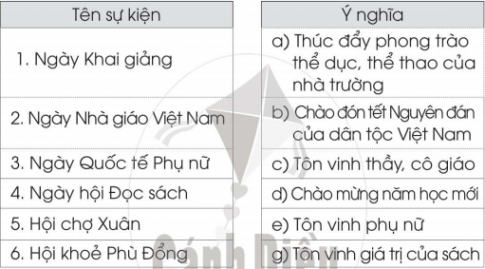 Tên sự kiện
Ý nghĩa
1. Ngày Khai giảng
a) Thúc đẩy phong trào
thể dục, thể thao của
nhà trường
2. Ngày Nhà giáo Việt Nam
b) Chào đón tết Nguyên đán
của dân tộc Việt Nam
3. Ngày Quốc tế Phụ nữ
c) Tôn vinh thầy, cô giáo
4. Ngày hội Đọc sách
d) Chào mừng năm học mới
5. Hội chợ Xuân
e) Tôn vinh phụ nữ
6. Hội khoẻ Phù Đổng
g) Tôn vinh giá trị của sách
Cánh Diều